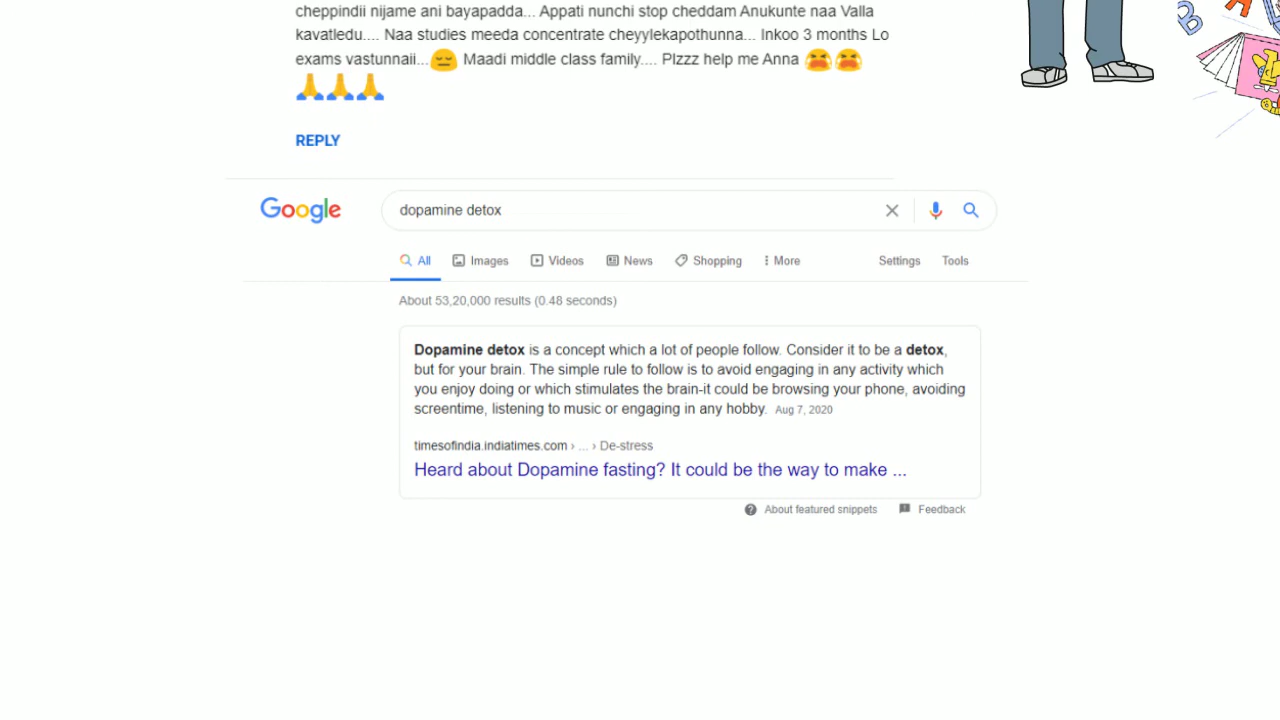 cheppindii nijame ani bayapadda... Appati nunchi stop cheddam Anukunte naa Valla
kavatledu.... Naa studies meeda concentrate cheyylekapothunna... Inkoo 3 months Lo
exams vastunnaii...😔 Maadi middle class family.... Plzzz help me Anna 😫😫
🙏🙏🙏
REPLY
Google
dopamine detox
All Images Videos News Shopping More Settings Tools
About 53,20,000 results (0.48 seconds)
Dopamine detox is a concept which a lot of people follow. Consider it to be a detox,
but for your brain. The simple rule to follow is to avoid engaging in any activity which
you enjoy doing or which stimulates the brain-it could be browsing your phone, avoiding
screentime, listening to music or engaging in any hobby. Aug 7, 2020
timesofindia.indiatimes.com › ... › De-stress
Heard about Dopamine fasting? It could be the way to make ...
About featured snippets Feedback
B
A